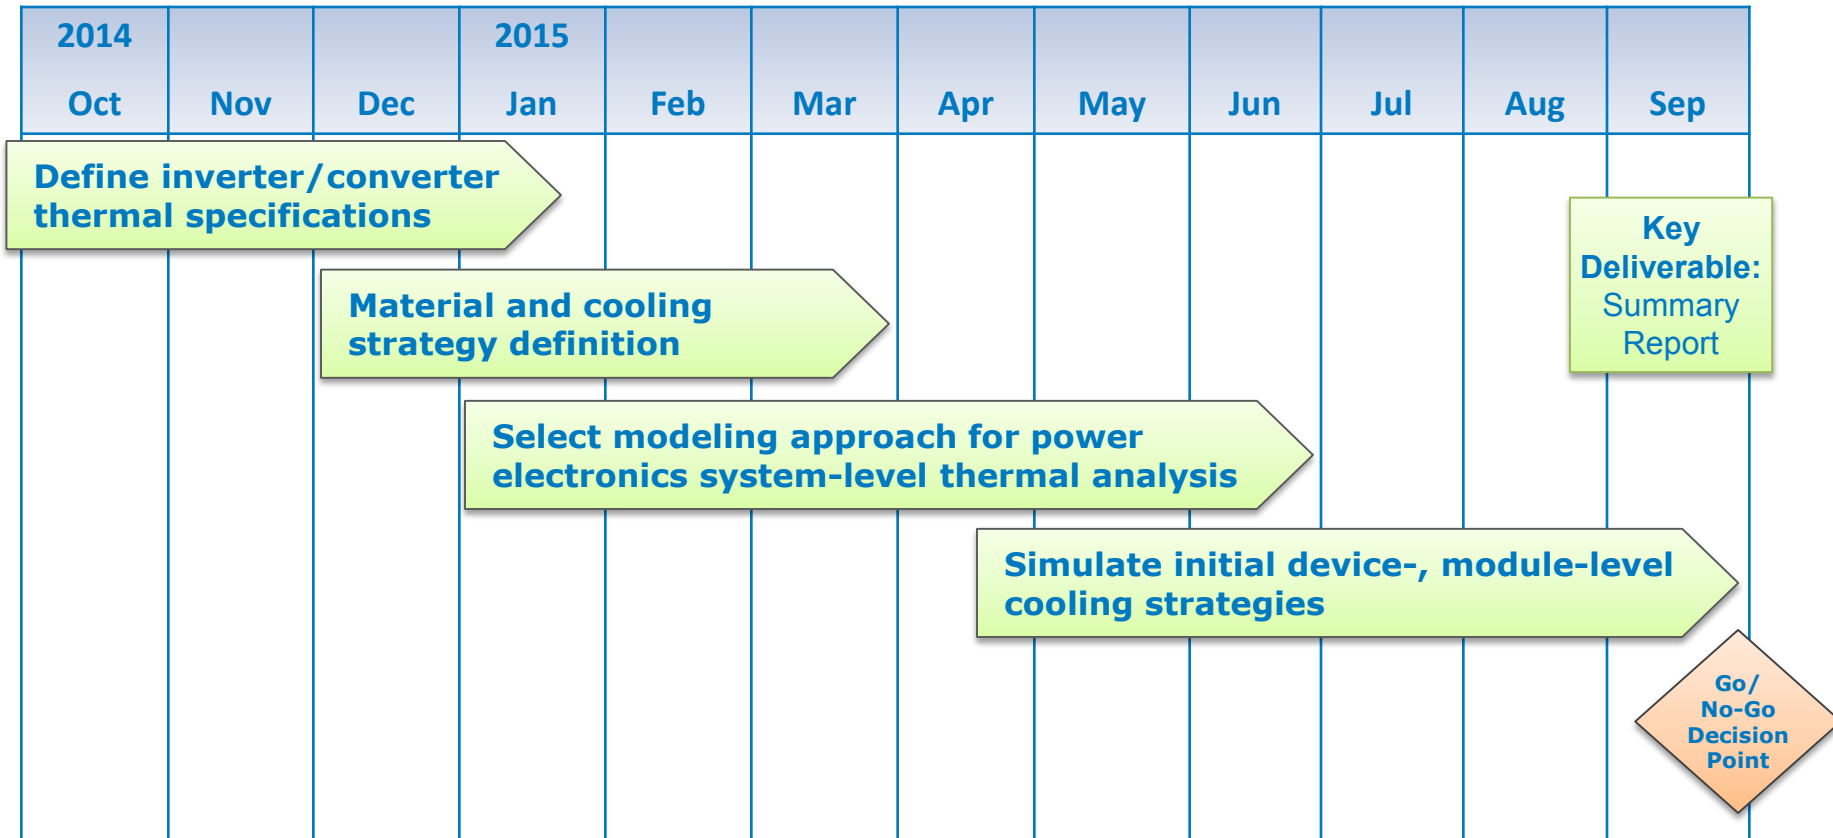 2014
2015
Oct Nov Dec Jan Feb Mar Apr May Jun Jul Aug Sep
Define inverter/converter
thermal specifications
Key
Deliverable:
Summary
Report
Material and cooling
strategy definition
Select modeling approach for power
electronics system-level thermal analysis
Simulate initial device-, module-level
cooling strategies
Go/
No-Go
Decision
Point